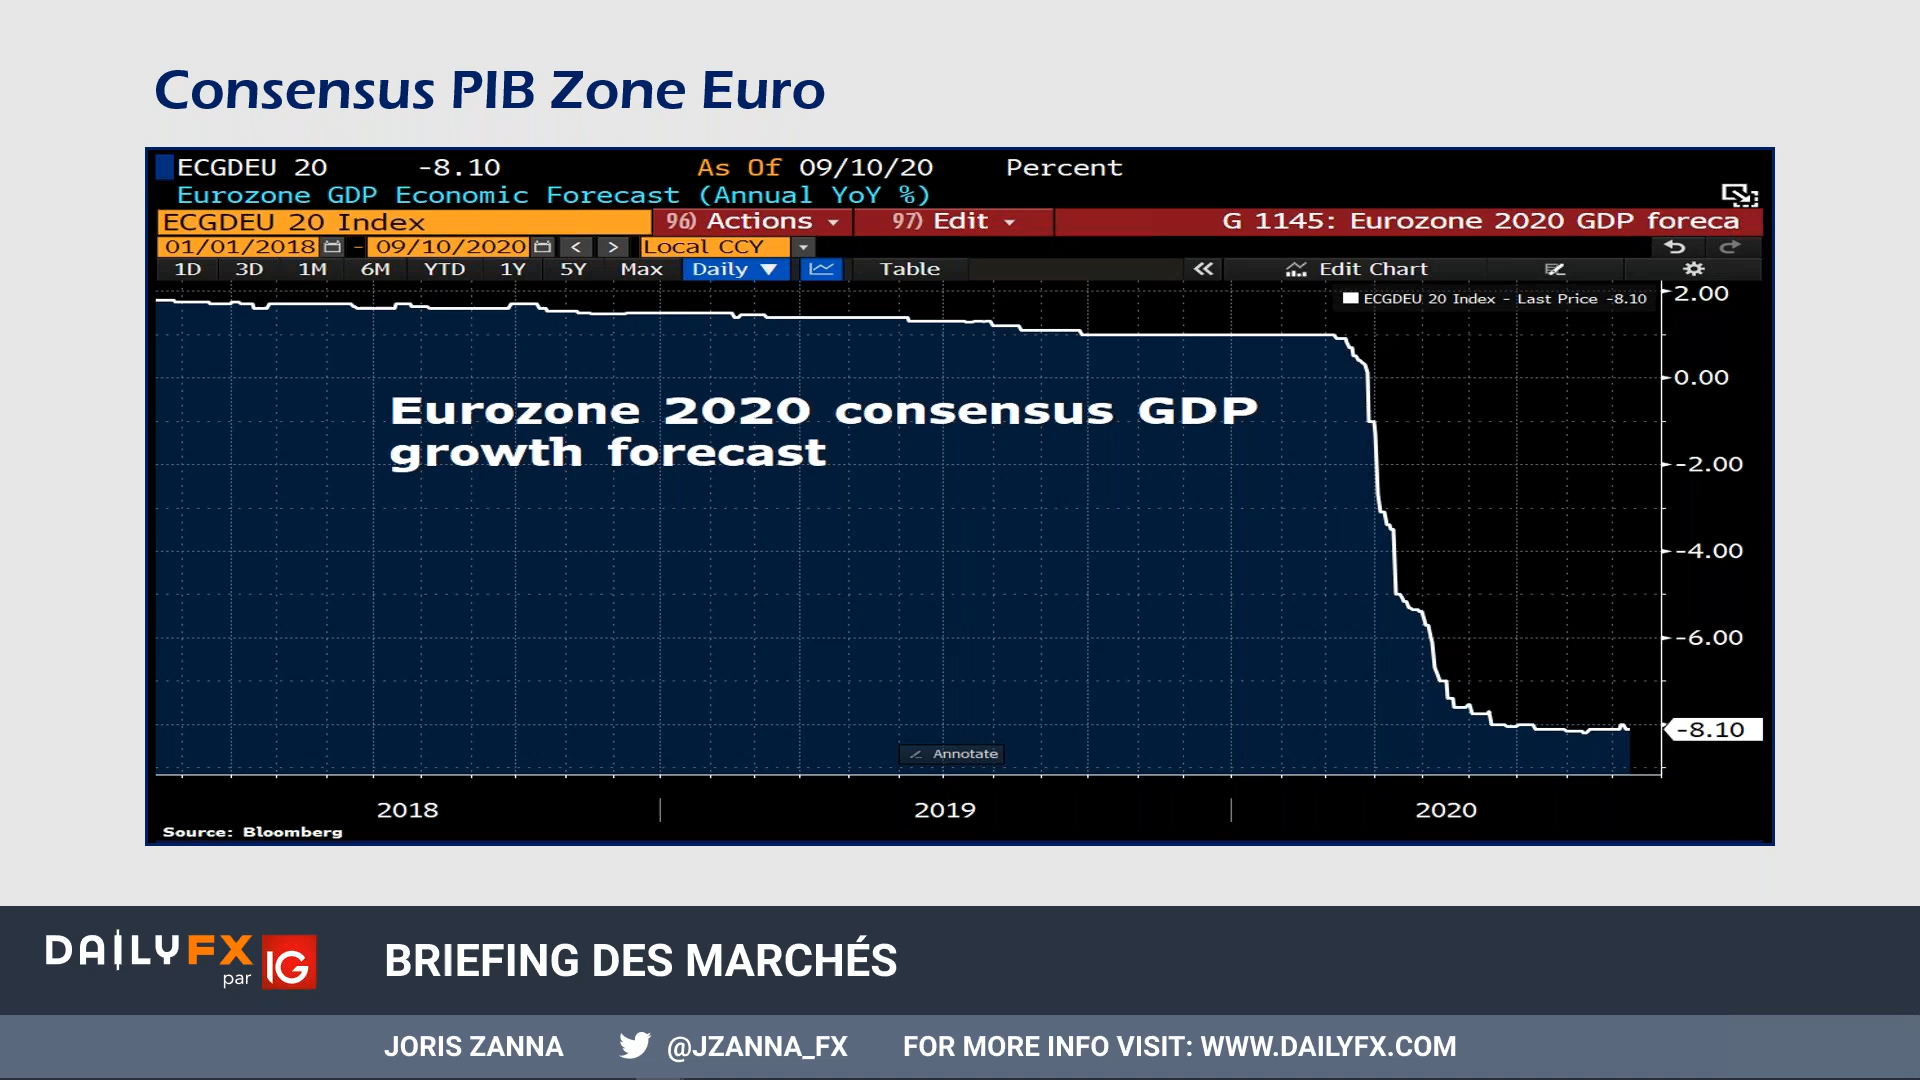 Consensus PIB Zone Euro
ECGDEU 20 -8.10 As Of 09/10/20 Percent
Eurozone GDP Economic Forecast (Annual YoY %)
ECGDEU 20 Index 96) Actions 97) Edit G 1145: Eurozone 2020 GDP foreca
01/01/2018 - 09/10/2020 < > Local CCY
1D 3D 1M 6M YTD 1Y 5Y Max Daily ▼ Table « Edit Chart
ECGDEU 20 Index - Last Price -8.10
2.00
0.00
Eurozone 2020 consensus GDP
growth forecast
-2.00
-4.00
-6.00
-8.10
Annotate
2018 2019 2020
Source: Bloomberg
DAILYFX
par IG
BRIEFING DES MARCHÉS
JORIS ZANNA @JZANNA_FX FOR MORE INFO VISIT: WWW.DAILYFX.COM